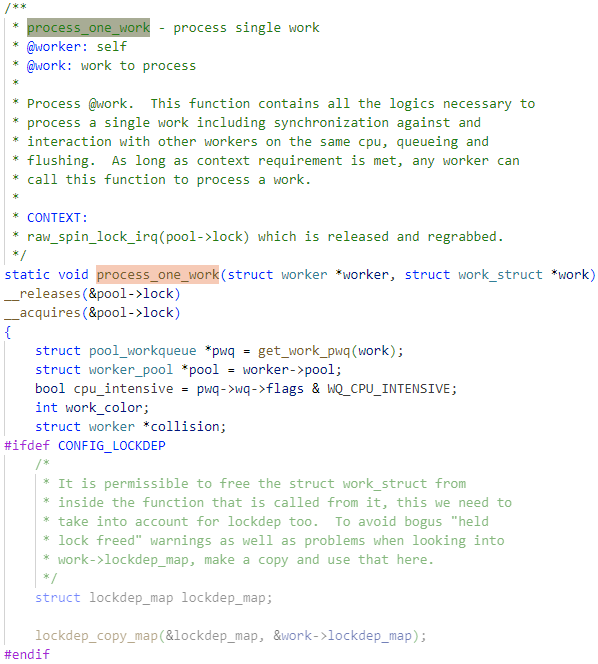 /**
 * process_one_work - process single work
 * @worker: self
 * @work: work to process
 *
 * Process @work.  This function contains all the logics necessary to
 * process a single work including synchronization against and
 * interaction with other workers on the same cpu, queueing and
 * flushing.  As long as context requirement is met, any worker can
 * call this function to process a work.
 *
 * CONTEXT:
 * raw_spin_lock_irq(pool->lock) which is released and regrabbed.
 */
static void process_one_work(struct worker *worker, struct work_struct *work)
__releases(&pool->lock)
__acquires(&pool->lock)
{
    struct pool_workqueue *pwq = get_work_pwq(work);
    struct worker_pool *pool = worker->pool;
    bool cpu_intensive = pwq->wq->flags & WQ_CPU_INTENSIVE;
    int work_color;
    struct worker *collision;
#ifdef CONFIG_LOCKDEP
    /*
     * It is permissible to free the struct work_struct from
     * inside the function that is called from it, this we need to
     * take into account for lockdep too.  To avoid bogus "held
     * lock freed" warnings as well as problems when looking into
     * work->lockdep_map, make a copy and use that here.
     */
    struct lockdep_map lockdep_map;

    lockdep_copy_map(&lockdep_map, &work->lockdep_map);
#endif